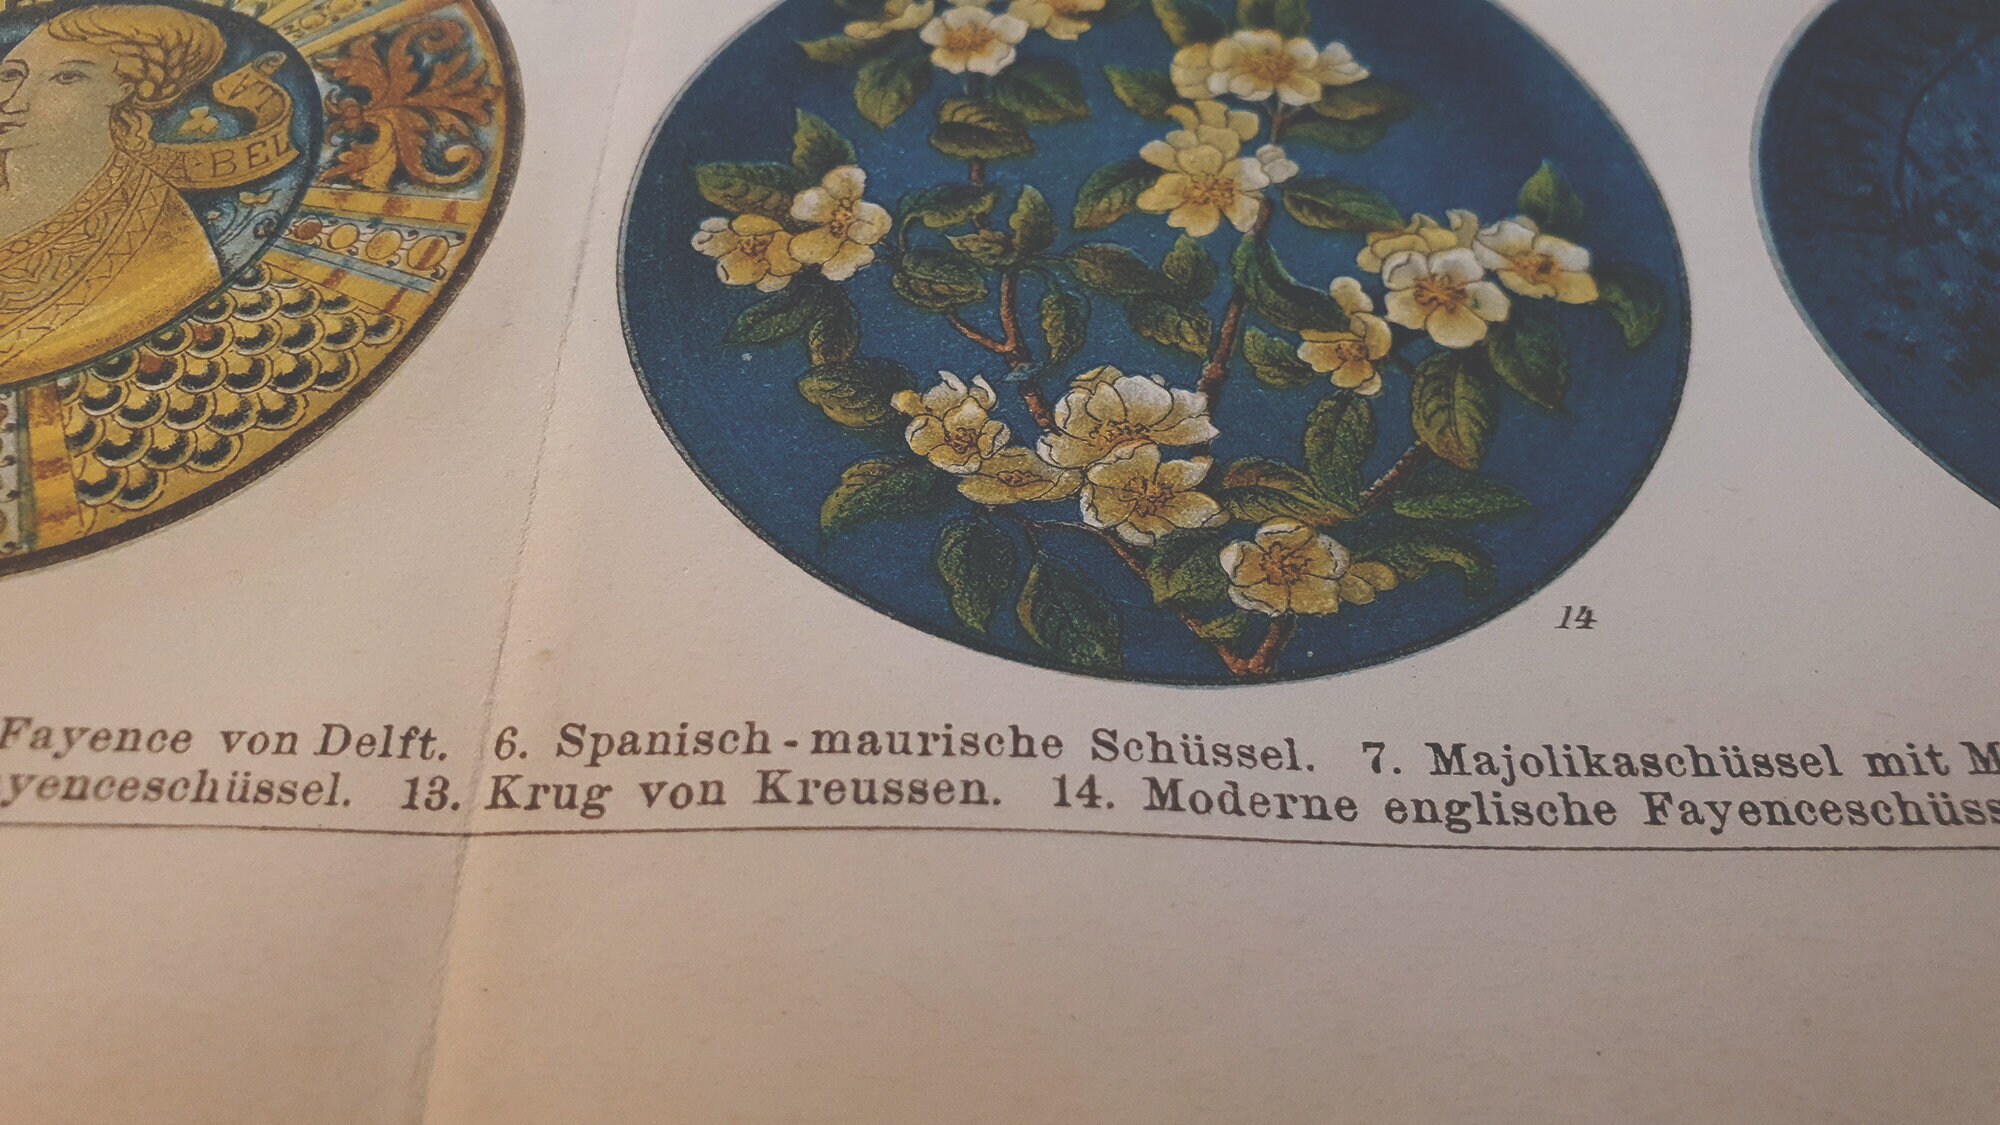 A·BEL
14
Fayence von Delft. 6. Spanisch-maurische Schüssel. 7. Majolikaschüssel mit M
yenceschüssel. 13. Krug von Kreussen. 14. Moderne englische Fayenceschüss